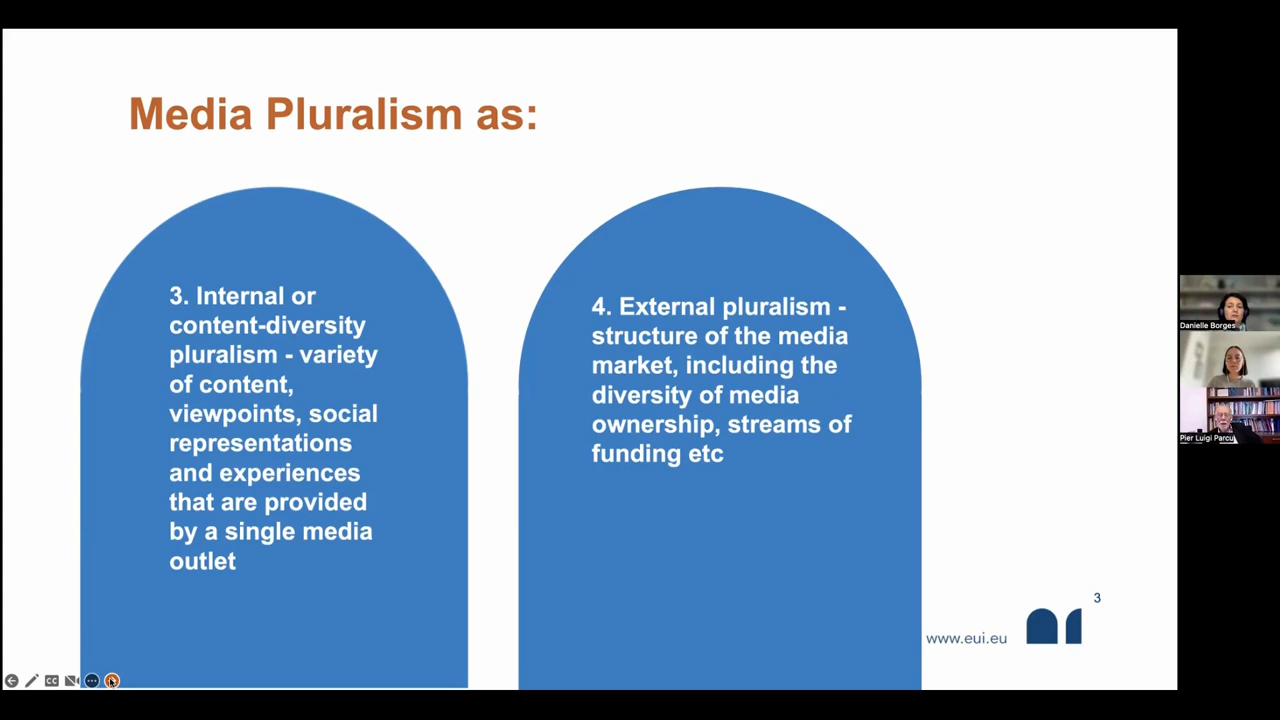 Media Pluralism as:
3. Internal or
content-diversity
pluralism - variety
of content,
viewpoints, social
representations
and experiences
that are provided
by a single media
outlet
4. External pluralism -
structure of the media
market, including the
diversity of media
ownership, streams of
funding etc
3
www.eui.eu
CC
Danielle Borges
Pier Luigi Parcu